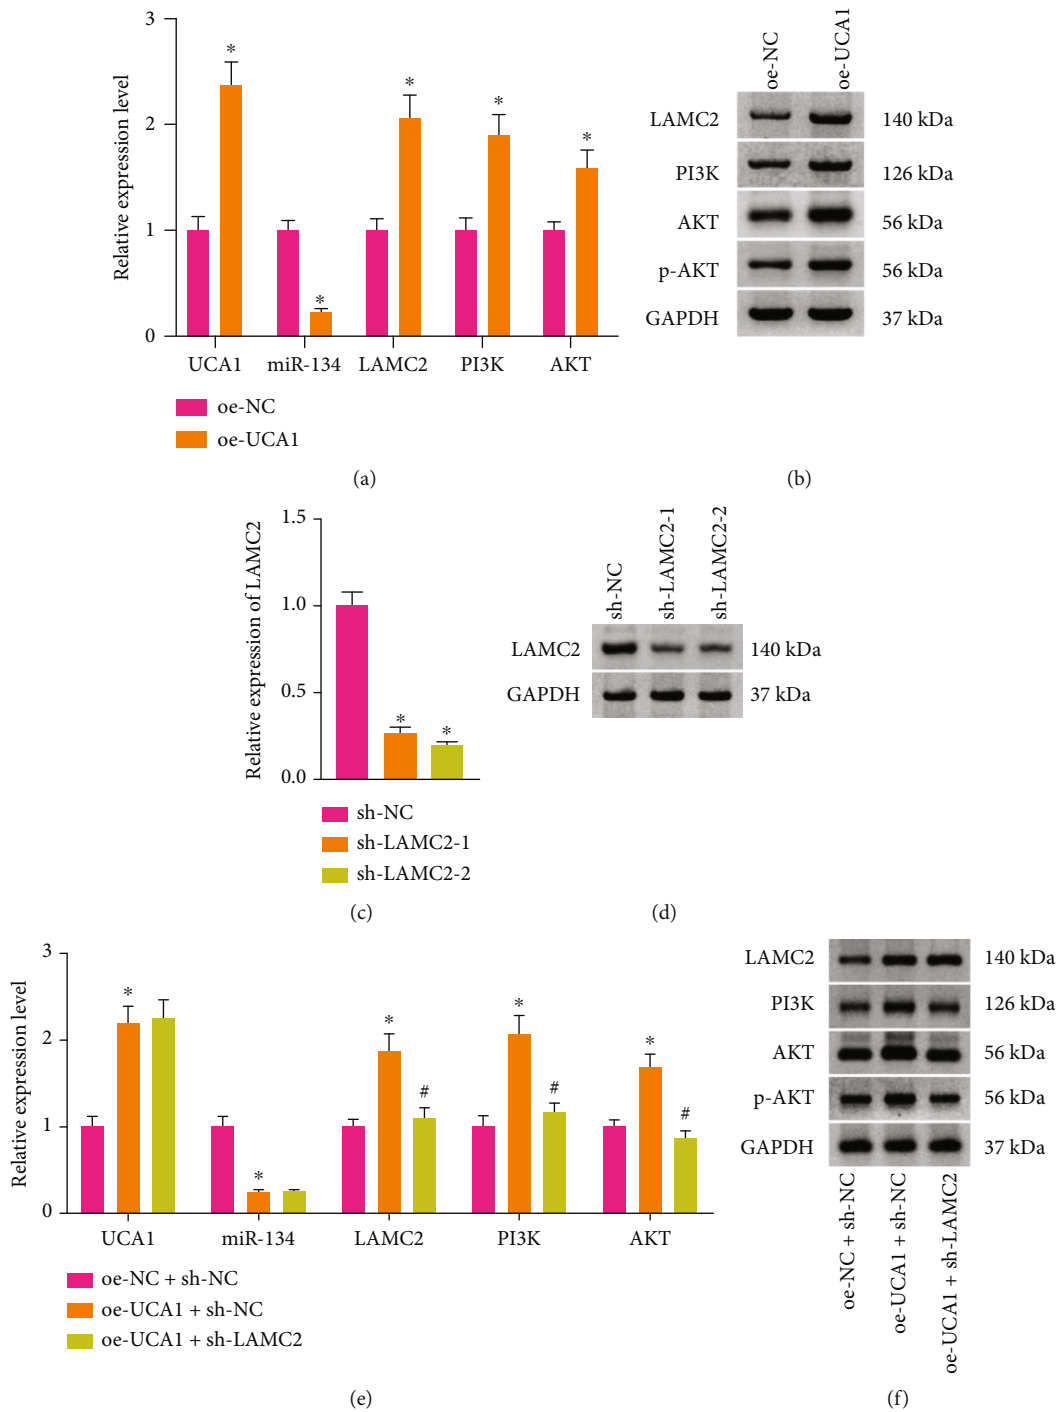 3
2
1
0
Relative expression level
* * * * *
UCA1 miR-134 LAMC2 PI3K AKT
oe-NC
oe-UCA1
(a)
oe-NC oe-UCA1
LAMC2 140 kDa
PI3K 126 kDa
AKT 56 kDa
p-AKT 56 kDa
GAPDH 37 kDa
(b)
1.5
1.0
0.5
0.0
Relative expression of LAMC2
* *
sh-NC
sh-LAMC2-1
sh-LAMC2-2
(c)
sh-NC sh-LAMC2-1 sh-LAMC2-2
LAMC2 140 kDa
GAPDH 37 kDa
(d)
3
2
1
0
Relative expression level
* * * # * # * #
UCA1 miR-134 LAMC2 PI3K AKT
oe-NC + sh-NC
oe-UCA1 + sh-NC
oe-UCA1 + sh-LAMC2
(e)
LAMC2 140 kDa
PI3K 126 kDa
AKT 56 kDa
p-AKT 56 kDa
GAPDH 37 kDa
oe-NC + sh-NC
oe-UCA1 + sh-NC
oe-UCA1 + sh-LAMC2
(f)